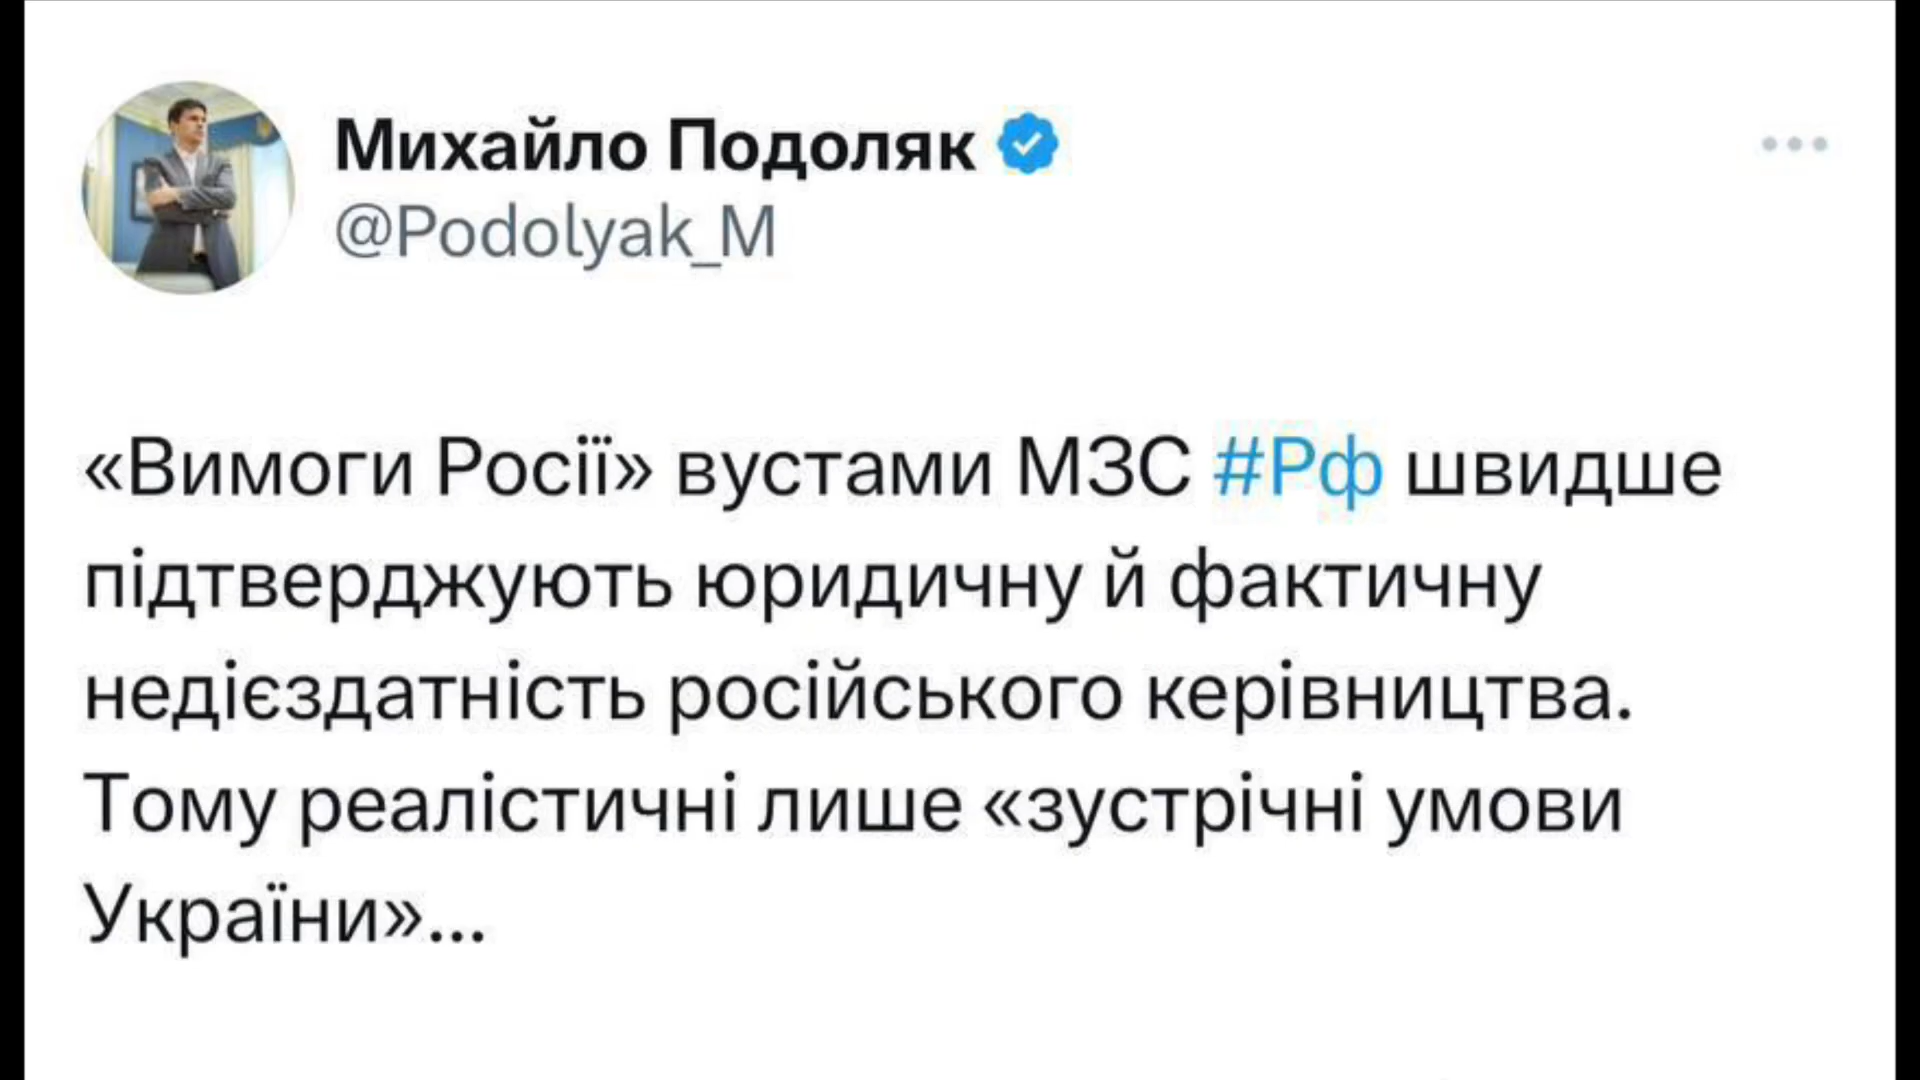 Михайло Подоляк
@Podolyak_M
«Вимоги Росії» вустами МЗС #Рф швидше
підтверджують юридичну й фактичну
недієздатність російського керівництва.
Тому реалістичні лише «зустрічні умови
України»...